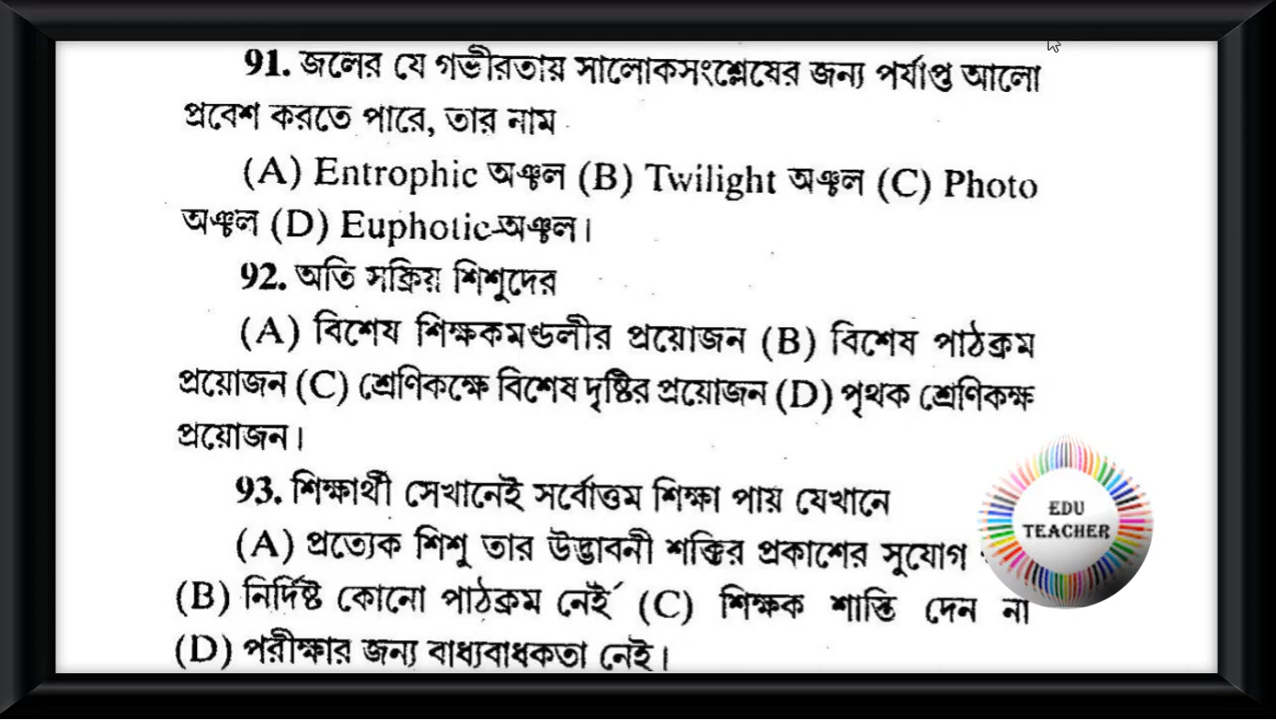 91. জলের যে গভীরতায় সালোকসংশ্লেষের জন্য পর্যাপ্ত আলো
প্রবেশ করতে পারে, তার নাম
(A) Entrophic অঞ্চল (B) Twilight অঞ্চল (C) Photo
অঞ্চল (D) Euphotic-অঞ্চল।
92. অতি সক্রিয় শিশুদের
(A) বিশেষ শিক্ষকমণ্ডলীর প্রয়োজন (B) বিশেষ পাঠক্রম
প্রয়োজন (C) শ্রেণিকক্ষে বিশেষ দৃষ্টির প্রয়োজন (D) পৃথক শ্রেণিকক্ষ
প্রয়োজন।
93. শিক্ষার্থী সেখানেই সর্বোত্তম শিক্ষা পায় যেখানে
(A) প্রত্যেক শিশু তার উদ্ভাবনী শক্তির প্রকাশের সুযোগ
(B) নির্দিষ্ট কোনো পাঠক্রম নেই (C) শিক্ষক শাস্তি দেন না
(D) পরীক্ষার জন্য বাধ্যবাধকতা নেই।
EDU
TEACHER